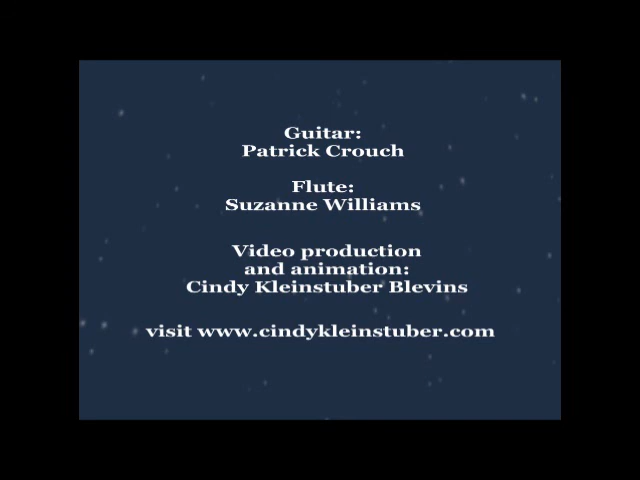 Guitar:
Patrick Crouch
Flute:
Suzanne Williams
Video production
and animation:
Cindy Kleinstuber Blevins
visit www.cindykleinstuber.com